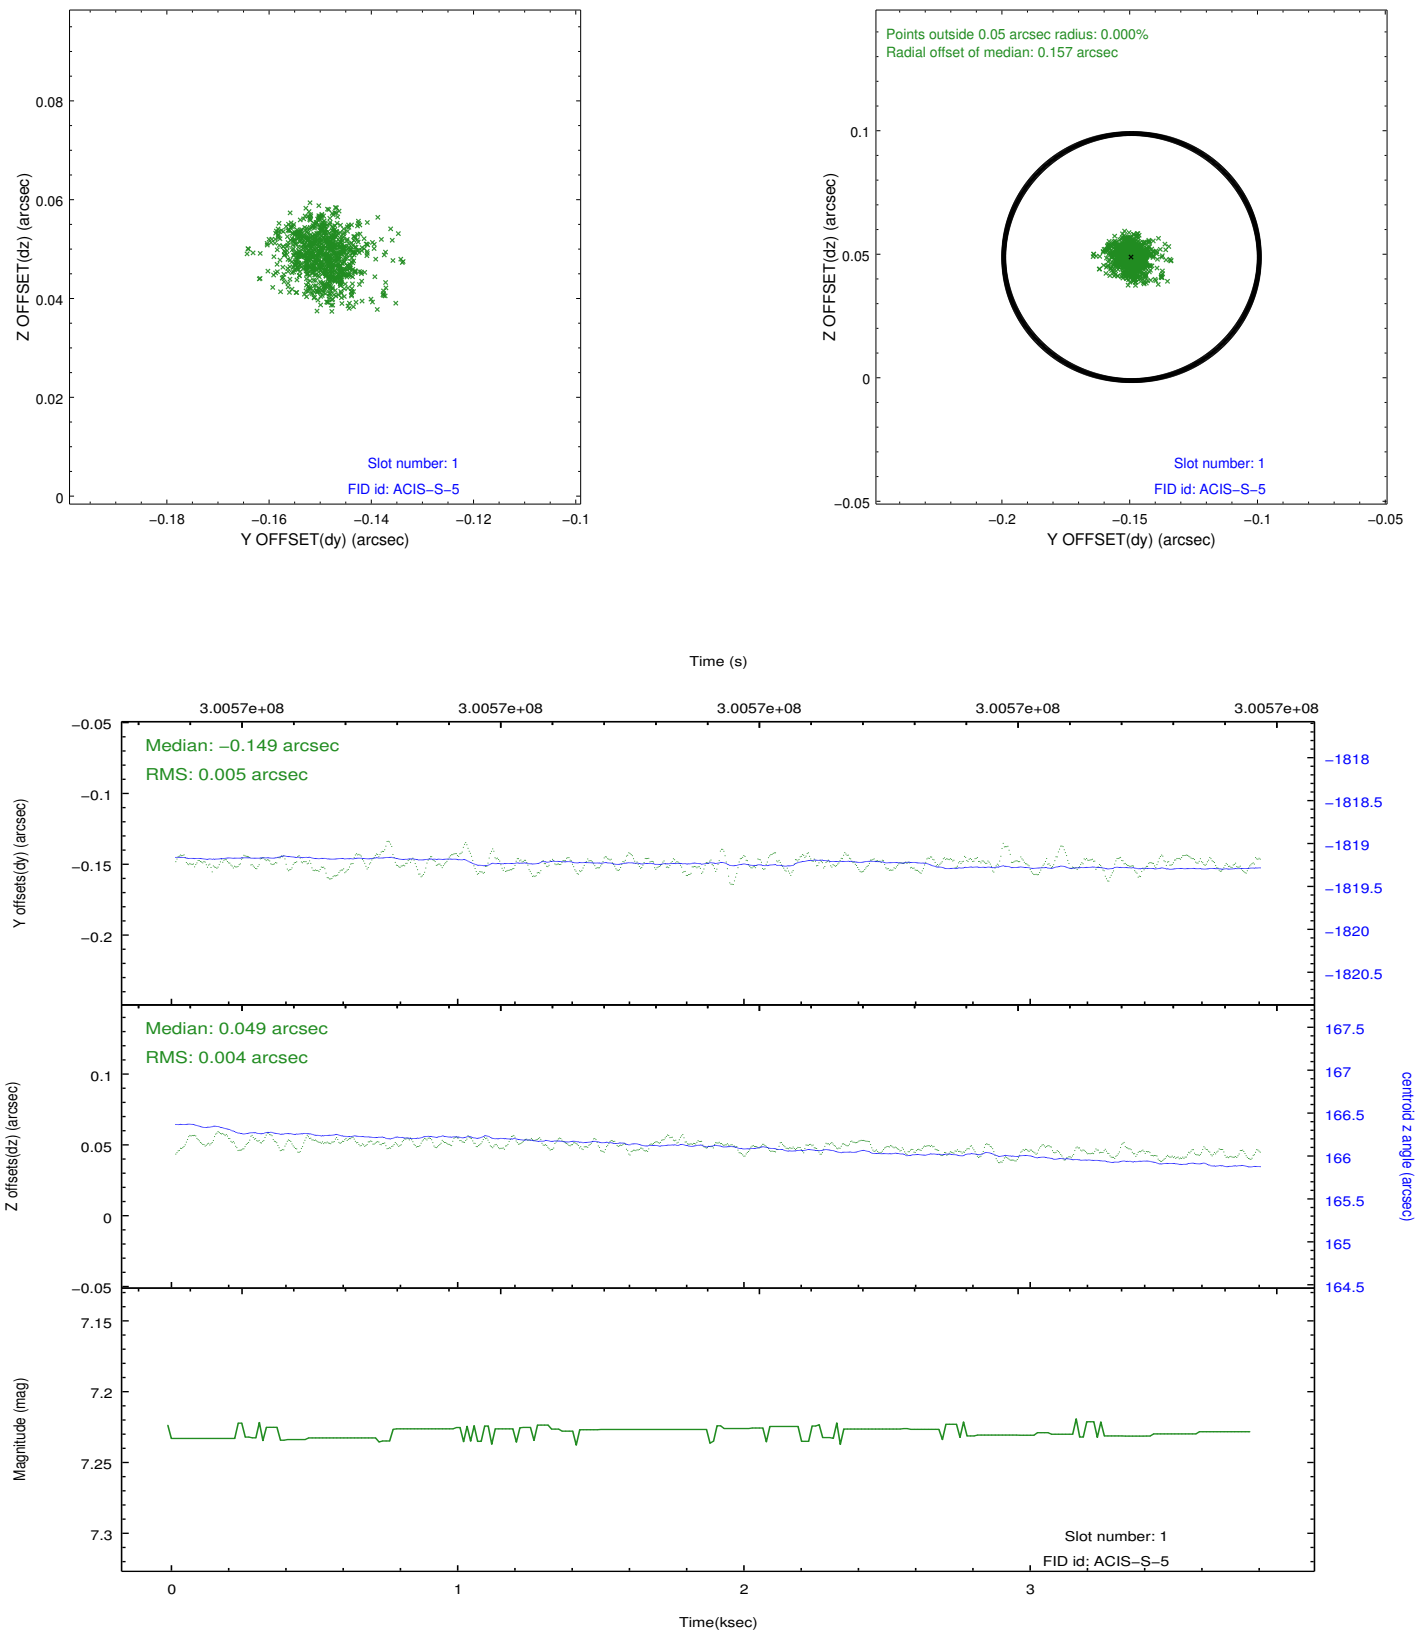 0.08
0.06
0.04
0.02
0
Z OFFSET(dz) (arcsec)
Slot number: 1
FID id: ACIS−S−5
−0.18 −0.16 −0.14 −0.12 −0.1
Y OFFSET(dy) (arcsec)
Points outside 0.05 arcsec radius: 0.000%
Radial offset of median: 0.157 arcsec
0.1
0.05
0
−0.05
Z OFFSET(dz) (arcsec)
Slot number: 1
FID id: ACIS−S−5
−0.2 −0.15 −0.1 −0.05
Y OFFSET(dy) (arcsec)
Time (s)
3.0057e+08 3.0057e+08 3.0057e+08 3.0057e+08 3.0057e+08
Median: −0.149 arcsec
RMS: 0.005 arcsec
−0.05
−0.1
−0.15
−0.2
Y offsets(dy) (arcsec)
−1818
−1818.5
−1819
−1819.5
−1820
−1820.5
Median: 0.049 arcsec
RMS: 0.004 arcsec
0.1
0.05
0
−0.05
Z offsets(dz) (arcsec)
167.5
167
166.5
166
165.5
165
164.5
centroid z angle (arcsec)
7.15
7.2
7.25
7.3
Magnitude (mag)
Slot number: 1
FID id: ACIS−S−5
0 1 2 3
Time(ksec)